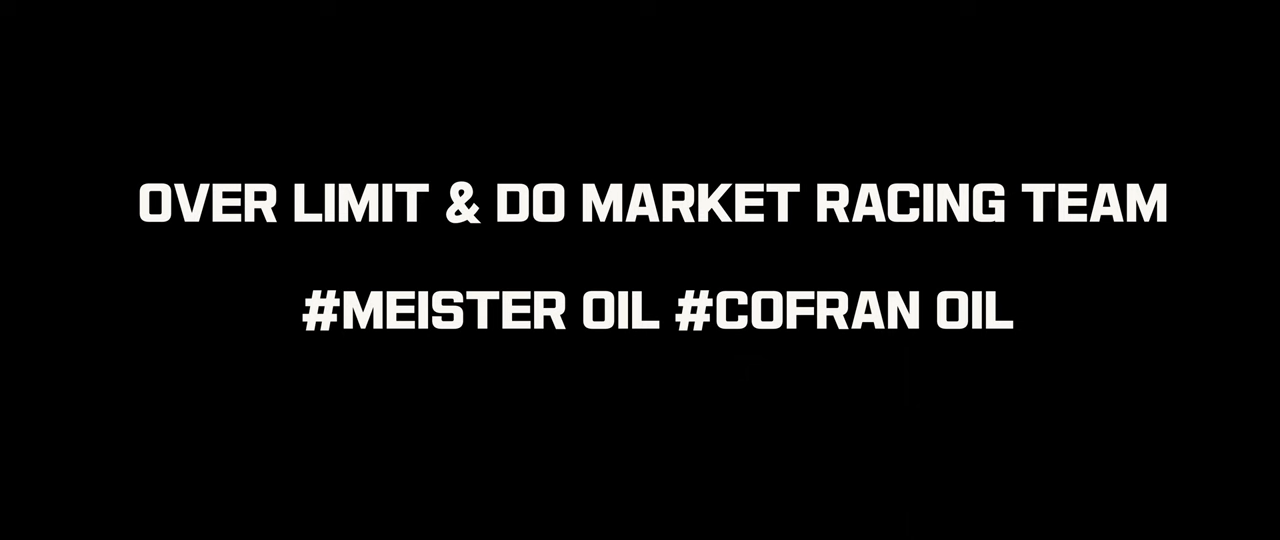 OVER LIMIT & DO MARKET RACING TEAM
#MEISTER OIL #COFRAN OIL